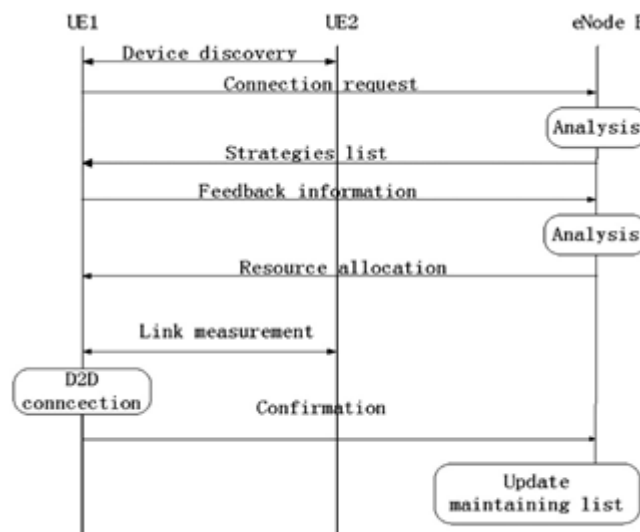 UE1 UE2 eNode B
Device discovery
Connection request
Analysis
Strategies list
Feedback information
Analysis
Resource allocation
Link measurement
D2D
conncection
Confirmation
Update
maintaining list